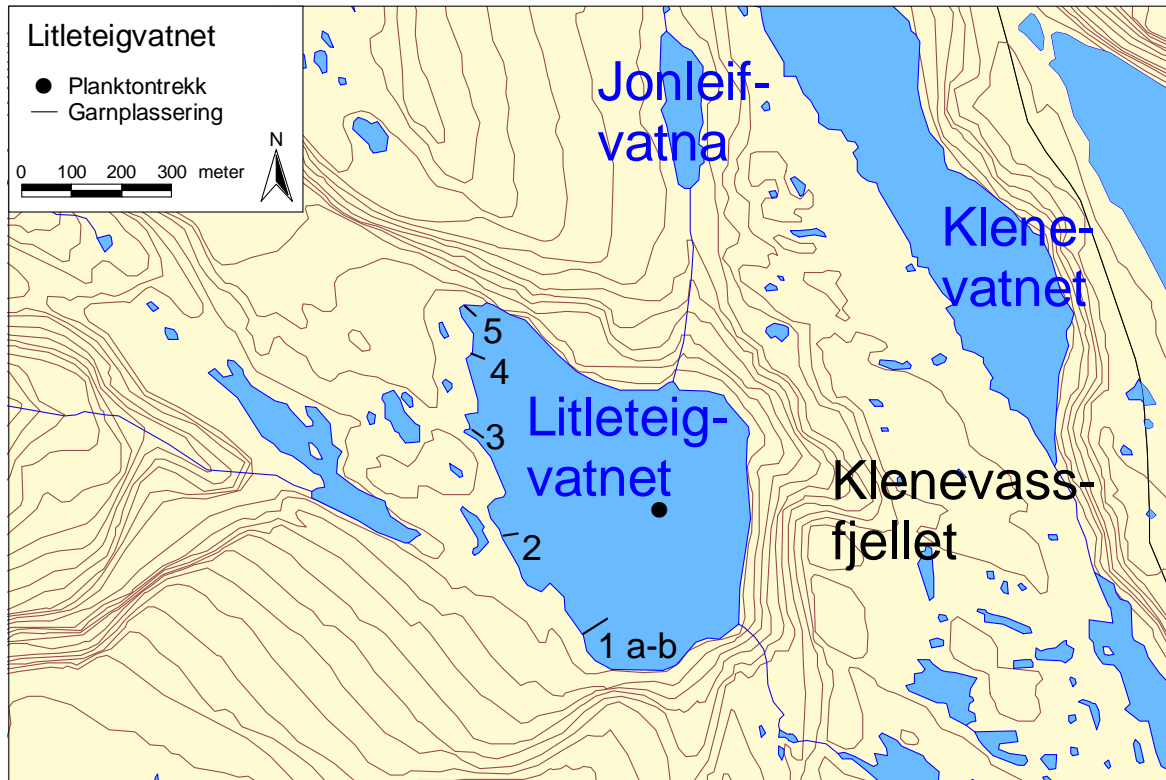 Litleteigvatnet
Planktontrekk
Garnplassering
N
0 100 200 300 meter
Jonleif-
vatna
Klene-
vatnet
5
4
3
Litleteig-
vatnet
Klenevass-
fjellet
2
1 a-b